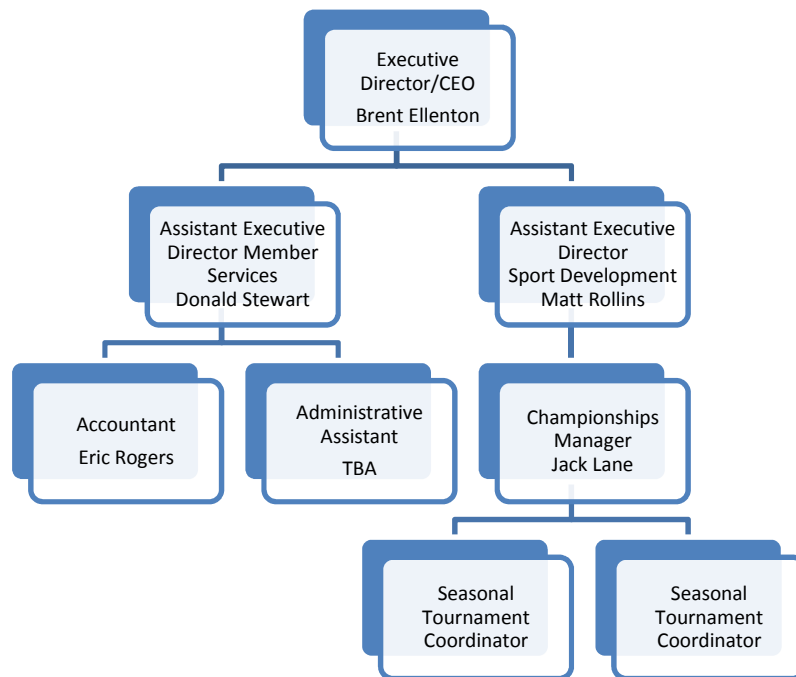 Executive
Director/CEO
Brent Ellenton
Assistant Executive
Director Member
Services
Donald Stewart
Assistant Executive
Director
Sport Development
Matt Rollins
Accountant
Eric Rogers
Administrative
Assistant
TBA
Championships
Manager
Jack Lane
Seasonal
Tournament
Coordinator
Seasonal
Tournament
Coordinator